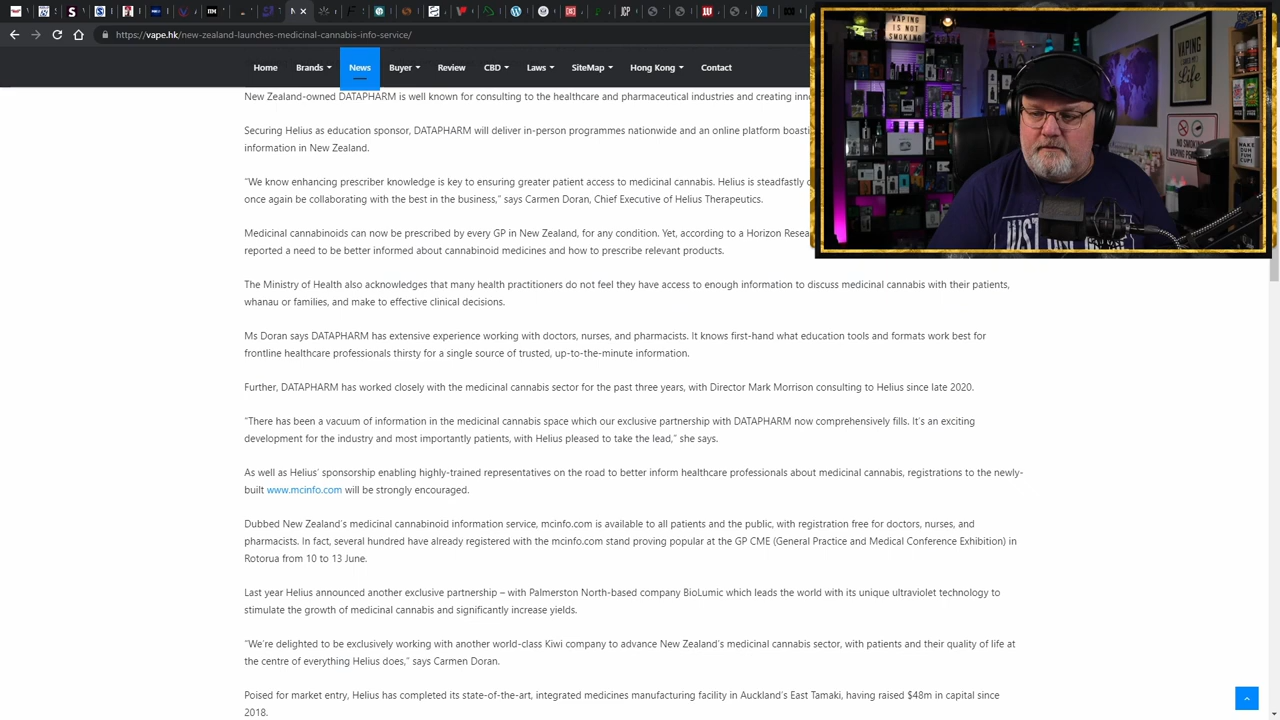 https://pgvg.hk/new-zealand-launches-medicinal-cannabis-info-service/
Home Brands News Buyer Review CBD Laws SiteMap Hong Kong Contact
New Zealand-owned DATAPHARM is well known for consulting to the healthcare and pharmaceutical industries and creating
Securing Helius as education sponsor, DATAPHARM will deliver in-person programmes nationwide and an online platform
information in New Zealand.
“We know enhancing prescriber knowledge is key to ensuring greater patient access to medicinal cannabis. Helius is steadfastly
once again be collaborating with the best in the business,” says Carmen Doran, Chief Executive of Helius Therapeutics.
Medicinal cannabinoids can now be prescribed by every GP in New Zealand, for any condition. Yet, according to a Horizon
reported a need to be better informed about cannabinoid medicines and how to prescribe relevant products.
The Ministry of Health also acknowledges that many health practitioners do not feel they have access to enough information to discuss medicinal cannabis with their patients,
whanau or families, and make to effective clinical decisions.
Ms Doran says DATAPHARM has extensive experience working with doctors, nurses, and pharmacists. It knows first-hand what education tools and formats work best for
frontline healthcare professionals thirsty for a single source of trusted, up-to-the-minute information.
Further, DATAPHARM has worked closely with the medicinal cannabis sector for the past three years, with Director Mark Morrison consulting to Helius since late 2020.
“There has been a vacuum of information in the medicinal cannabis space which our exclusive partnership with DATAPHARM now comprehensively fills. It’s an exciting
development for the industry and most importantly patients, with Helius pleased to take the lead,” she says.
As well as Helius’ sponsorship enabling highly-trained representatives on the road to better inform healthcare professionals about medicinal cannabis, registrations to the newly-
built www.mcinfo.com will be strongly encouraged.
Dubbed New Zealand’s medicinal cannabinoid information service, mcinfo.com is available to all patients and the public, with registration free for doctors, nurses, and
pharmacists. In fact, several hundred have already registered with the mcinfo.com stand proving popular at the GP CME (General Practice and Medical Conference Exhibition) in
Rotorua from 10 to 13 June.
Last year Helius announced another exclusive partnership – with Palmerston North-based company BioLumic which leads the world with its unique ultraviolet technology to
stimulate the growth of medicinal cannabis and significantly increase yields.
“We’re delighted to be exclusively working with another world-class Kiwi company to advance New Zealand’s medicinal cannabis sector, with patients and their quality of life at
the centre of everything Helius does,” says Carmen Doran.
Poised for market entry, Helius has completed its state-of-the-art, integrated medicines manufacturing facility in Auckland’s East Tamaki, having raised $48m in capital since
2018.
VAPING
IS NOT
SMOKING
VAPING
Life
NO SMOKING
MAKE
DUH
FUH
CUP!